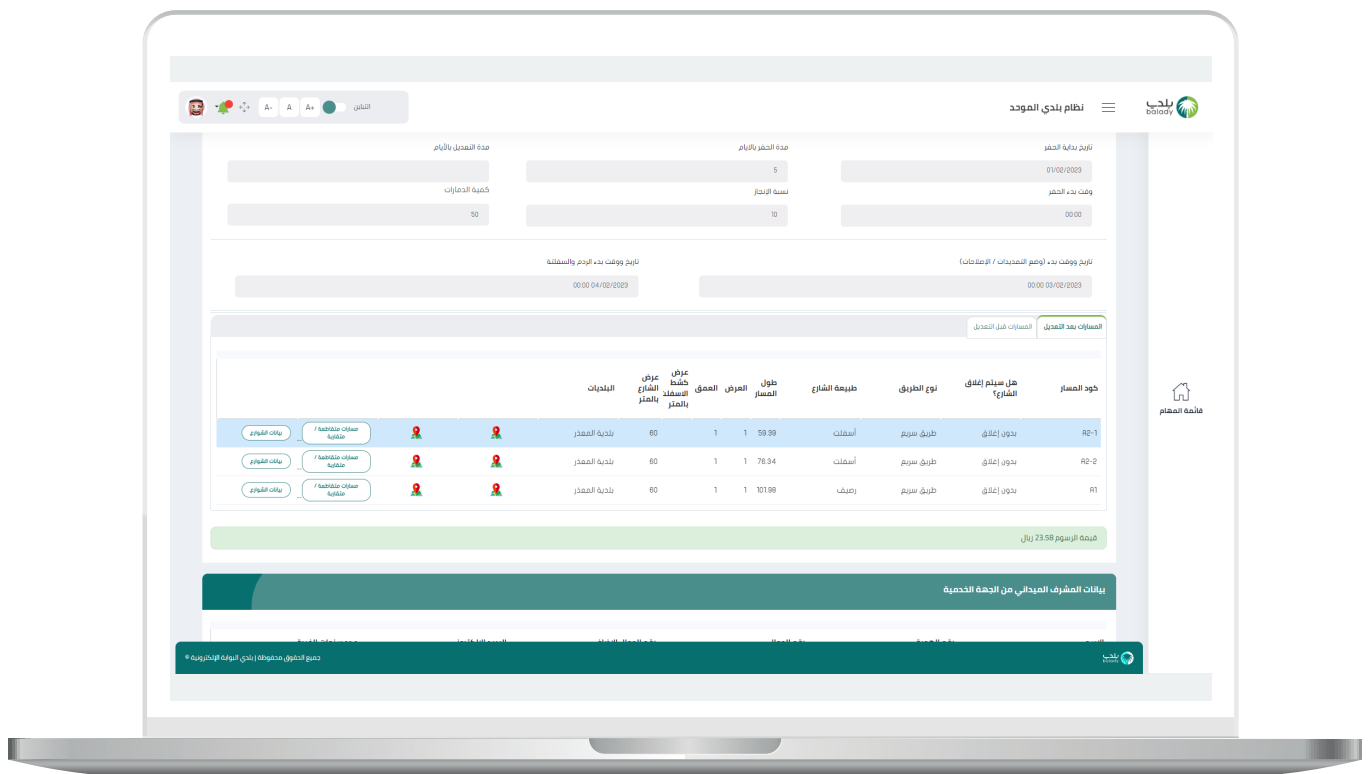 بلدي
balady
نظام بلدي الموحد
التباين
A+
A
A-
تاريخ بداية الحفر
مدة الحفر بالايام
مدة التعديل بالأيام
01/02/2023
5
وقت بدء الحفر
نسبة الإنجاز
كمية الدمارات
00:00
10
50
تاريخ ووقت بدء (وضع التمديدات / الإصلاحات)
تاريخ ووقت بدء الردم والسفلتة
00:00 03/02/2023
00:00 04/02/2023
المسارات بعد التعديل
المسارات قبل التعديل
كود المسار
هل سيتم إغلاق الشارع؟
نوع الطريق
طبيعة الشارع
طول المسار
العرض
العمق
عرض كشط الاسفلت بالمتر
عرض الشارع بالمتر
البلديات
A2-1 بدون إغلاق طريق سريع أسفلت 59.39 1 1 60 بلدية المعذر مسارات متقاطعة / متقاربة بيانات الشوارع
A2-2 بدون إغلاق طريق سريع أسفلت 76.34 1 1 60 بلدية المعذر مسارات متقاطعة / متقاربة بيانات الشوارع
A1 بدون إغلاق طريق سريع رصيف 101.98 1 1 60 بلدية المعذر مسارات متقاطعة / متقاربة بيانات الشوارع
قيمة الرسوم 23.58 ريال
بيانات المشرف الميداني من الجهة الخدمية
قائمة المهام
بلدي
balady
جميع الحقوق محفوظة | بلدي البوابة الإلكترونية ©